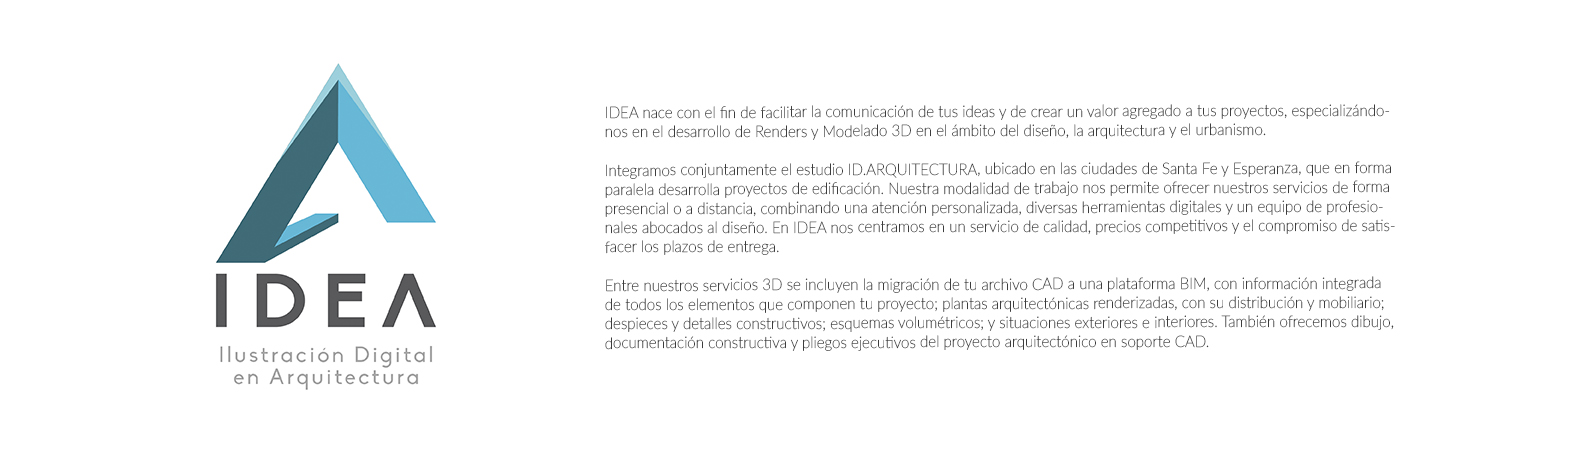 IDEA
Ilustración Digital
en Arquitectura
IDEA nace con el fin de facilitar la comunicación de tus ideas y de crear un valor agregado a tus proyectos, especializándo-
nos en el desarrollo de Renders y Modelado 3D en el ámbito del diseño, la arquitectura y el urbanismo.
Integramos conjuntamente el estudio ID.ARQUITECTURA, ubicado en las ciudades de Santa Fe y Esperanza, que en forma
paralela desarrolla proyectos de edificación. Nuestra modalidad de trabajo nos permite ofrecer nuestros servicios de forma
presencial o a distancia, combinando una atención personalizada, diversas herramientas digitales y un equipo de profesio-
nales abocados al diseño. En IDEA nos centramos en un servicio de calidad, precios competitivos y el compromiso de satis-
facer los plazos de entrega.
Entre nuestros servicios 3D se incluyen la migración de tu archivo CAD a una plataforma BIM, con información integrada
de todos los elementos que componen tu proyecto; plantas arquitectónicas renderizadas, con su distribución y mobiliario;
despieces y detalles constructivos; esquemas volumétricos; y situaciones exteriores e interiores. También ofrecemos dibujo,
documentación constructiva y pliegos ejecutivos del proyecto arquitectónico en soporte CAD.